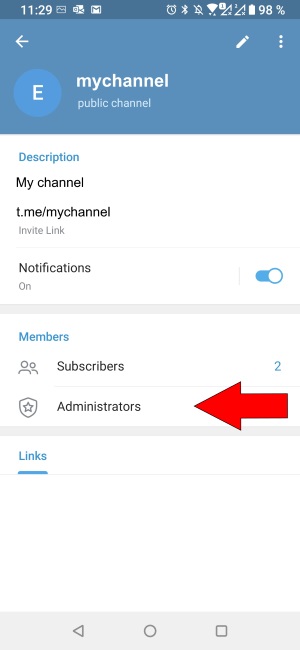 11:29
98 %
E
mychannel
public channel
Description
My channel
t.me/mychannel
Invite Link
Notifications
On
Members
Subscribers
2
Administrators
Links